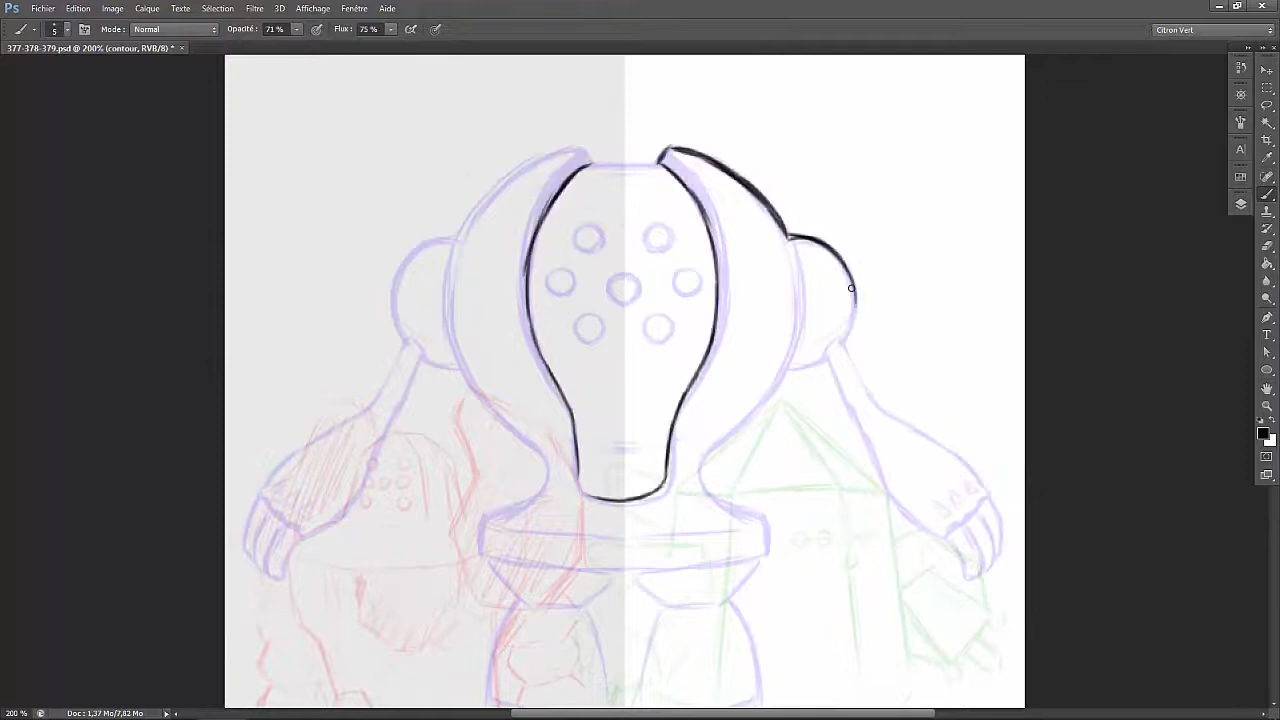 Ps Fichier Edition Image Calque Texte Sélection Filtre 3D Affichage Fenêtre Aide
5 Mode : Normal Opacité : 71 % Flux : 75 % Citron Vert
377-378-379.psd @ 200% (contour, RVB/8) * ×
200 % Doc : 1,37 Mo/7,82 Mo